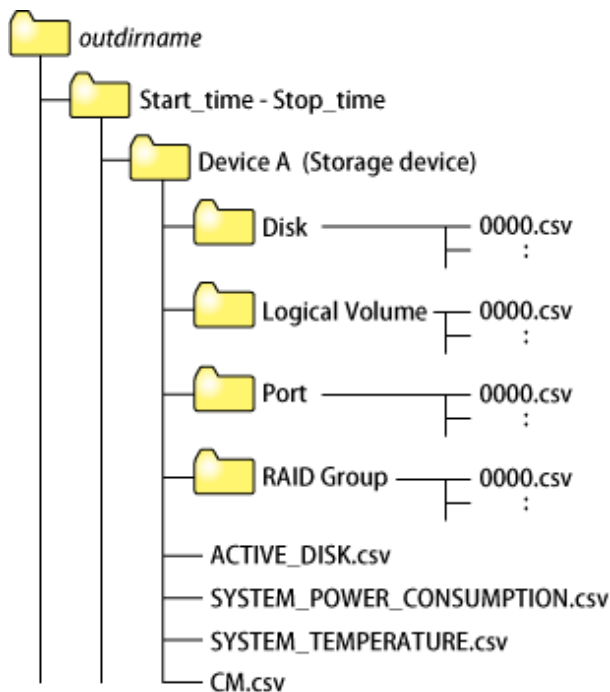 outdirname
Start_time - Stop_time
Device A (Storage device)
Disk 0000.csv
:
Logical Volume 0000.csv
:
Port 0000.csv
:
RAID Group 0000.csv
:
ACTIVE_DISK.csv
SYSTEM_POWER_CONSUMPTION.csv
SYSTEM_TEMPERATURE.csv
CM.csv